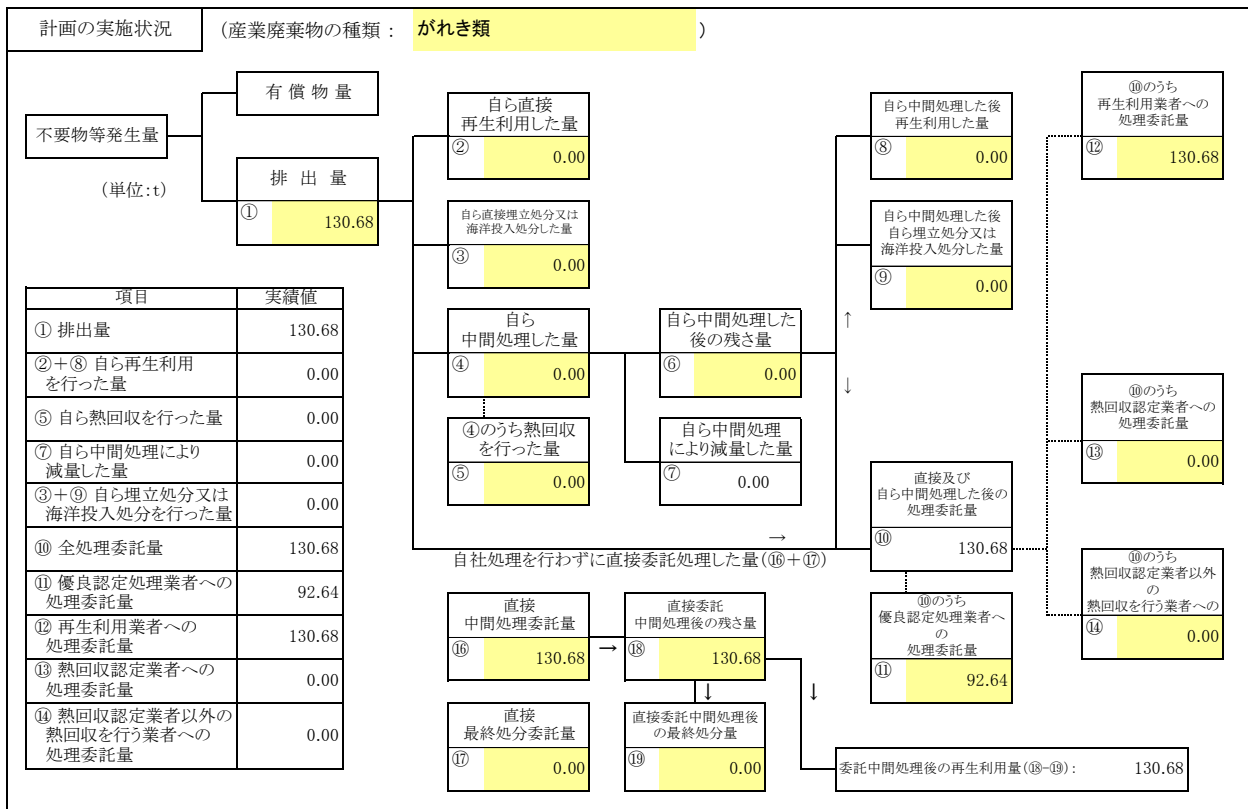 計画の実施状況
(産業廃棄物の種類： がれき類 )
有 償 物 量
不要物等発生量
(単位:t)
排 出 量
① 130.68
自ら直接
再生利用した量
② 0.00
自ら直接埋立処分又は
海洋投入処分した量
③ 0.00
自ら
中間処理した量
④ 0.00
④のうち熱回収
を行った量
⑤ 0.00
自ら中間処理した
後の残さ量
⑥ 0.00
自ら中間処理
により減量した量
⑦ 0.00
自ら中間処理した後
再生利用した量
⑧ 0.00
自ら中間処理した後
自ら埋立処分又は
海洋投入処分した量
⑨ 0.00
↑
↓
直接及び
自ら中間処理した後の
処理委託量
⑩ 130.68
⑩のうち
再生利用業者への
処理委託量
⑫ 130.68
⑩のうち
熱回収認定業者への
処理委託量
⑬ 0.00
⑩のうち
熱回収認定業者以外
の
熱回収を行う業者への
⑭ 0.00
⑩のうち
優良認定処理業者へ
の
処理委託量
⑪ 92.64
→
自社処理を行わずに直接委託処理した量(⑯＋⑰)
直接
中間処理委託量
⑯ 130.68
→
直接委託
中間処理後の残さ量
⑱ 130.68
↓
↓
直接
最終処分委託量
⑰ 0.00
直接委託中間処理後
の最終処分量
⑲ 0.00
委託中間処理後の再生利用量(⑱-⑲)： 130.68
項目 実績値
① 排出量 130.68
②＋⑧ 自ら再生利用
を行った量 0.00
⑤ 自ら熱回収を行った量 0.00
⑦ 自ら中間処理により
減量した量 0.00
③＋⑨ 自ら埋立処分又は
海洋投入処分を行った量 0.00
⑩ 全処理委託量 130.68
⑪ 優良認定処理業者への
処理委託量 92.64
⑫ 再生利用業者への
処理委託量 130.68
⑬ 熱回収認定業者への
処理委託量 0.00
⑭ 熱回収認定業者以外の
熱回収を行う業者への
処理委託量 0.00